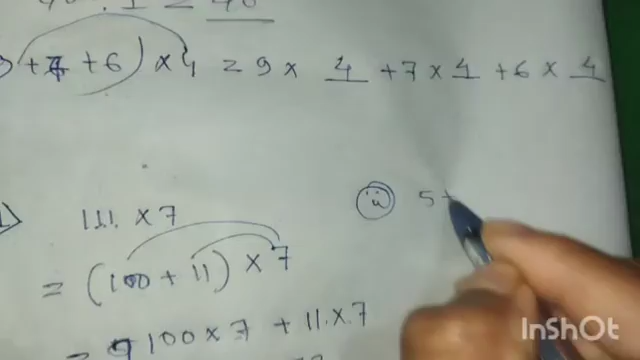 9 + 7 + 6) × 4 = 9 × 4 + 7 × 4 + 6 × 4
111 × 7
= (100 + 11) × 7
= 100 × 7 + 11 × 7
ii 5
InShOt